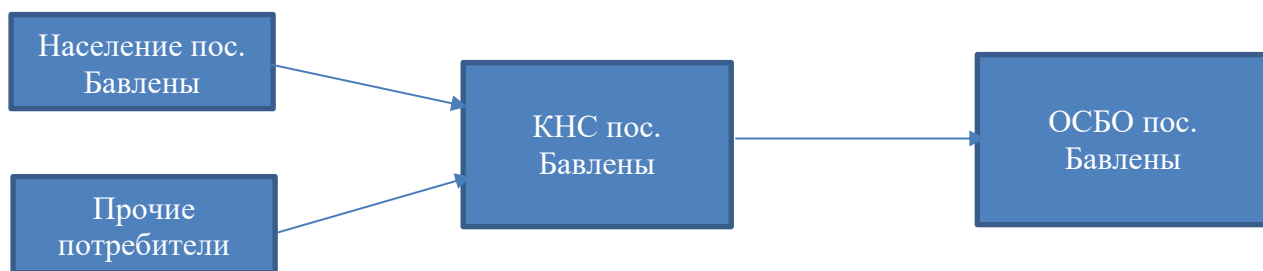 Население пос.
Бавлены
КНС пос.
Бавлены
ОСБО пос.
Бавлены
Прочие
потребители